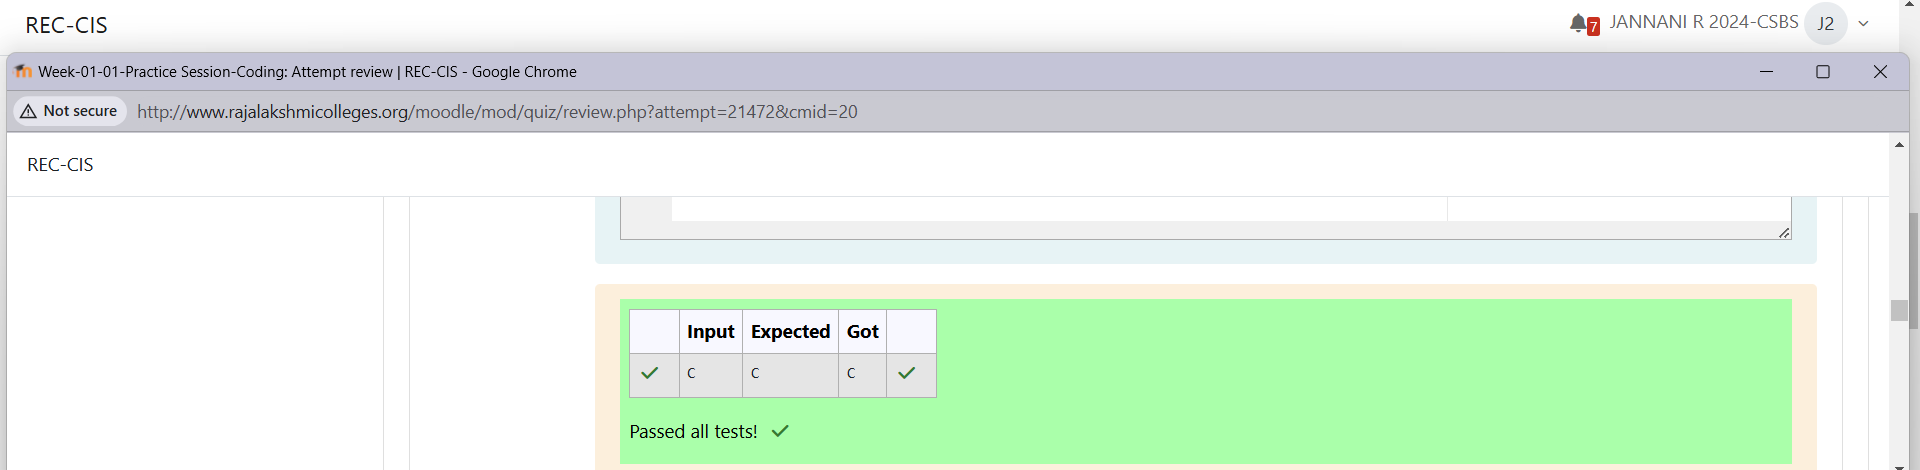 REC-CIS
7 JANNANI R 2024-CSBS J2
Week-01-01-Practice Session-Coding: Attempt review | REC-CIS - Google Chrome
Not secure http://www.rajalakshmicolleges.org/moodle/mod/quiz/review.php?attempt=21472&cmid=20
REC-CIS
Input Expected Got
C C C
Passed all tests!